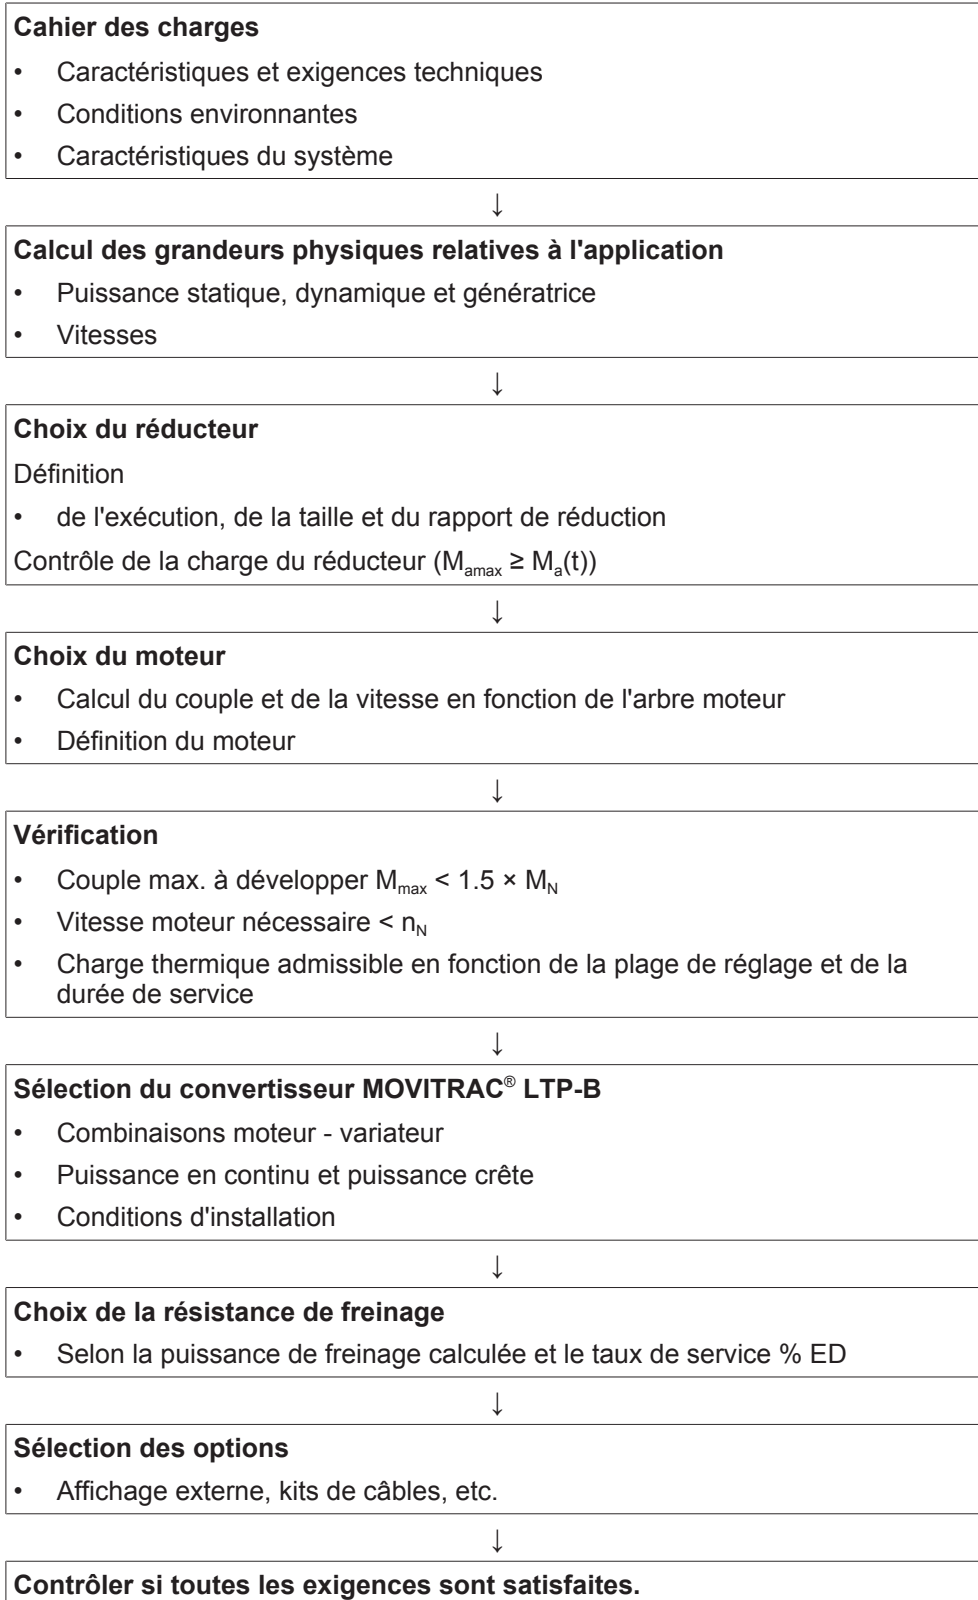 Cahier des charges
• Caractéristiques et exigences techniques
• Conditions environnantes
• Caractéristiques du système
↓
Calcul des grandeurs physiques relatives à l'application
• Puissance statique, dynamique et génératrice
• Vitesses
↓
Choix du réducteur
Définition
• de l'exécution, de la taille et du rapport de réduction
Contrôle de la charge du réducteur (Mamax ≥ Ma(t))
↓
Choix du moteur
• Calcul du couple et de la vitesse en fonction de l'arbre moteur
• Définition du moteur
↓
Vérification
• Couple max. à développer Mmax < 1.5 × MN
• Vitesse moteur nécessaire < nN
• Charge thermique admissible en fonction de la plage de réglage et de la
durée de service
↓
Sélection du convertisseur MOVITRAC® LTP-B
• Combinaisons moteur - variateur
• Puissance en continu et puissance crête
• Conditions d'installation
↓
Choix de la résistance de freinage
• Selon la puissance de freinage calculée et le taux de service % ED
↓
Sélection des options
• Affichage externe, kits de câbles, etc.
↓
Contrôler si toutes les exigences sont satisfaites.